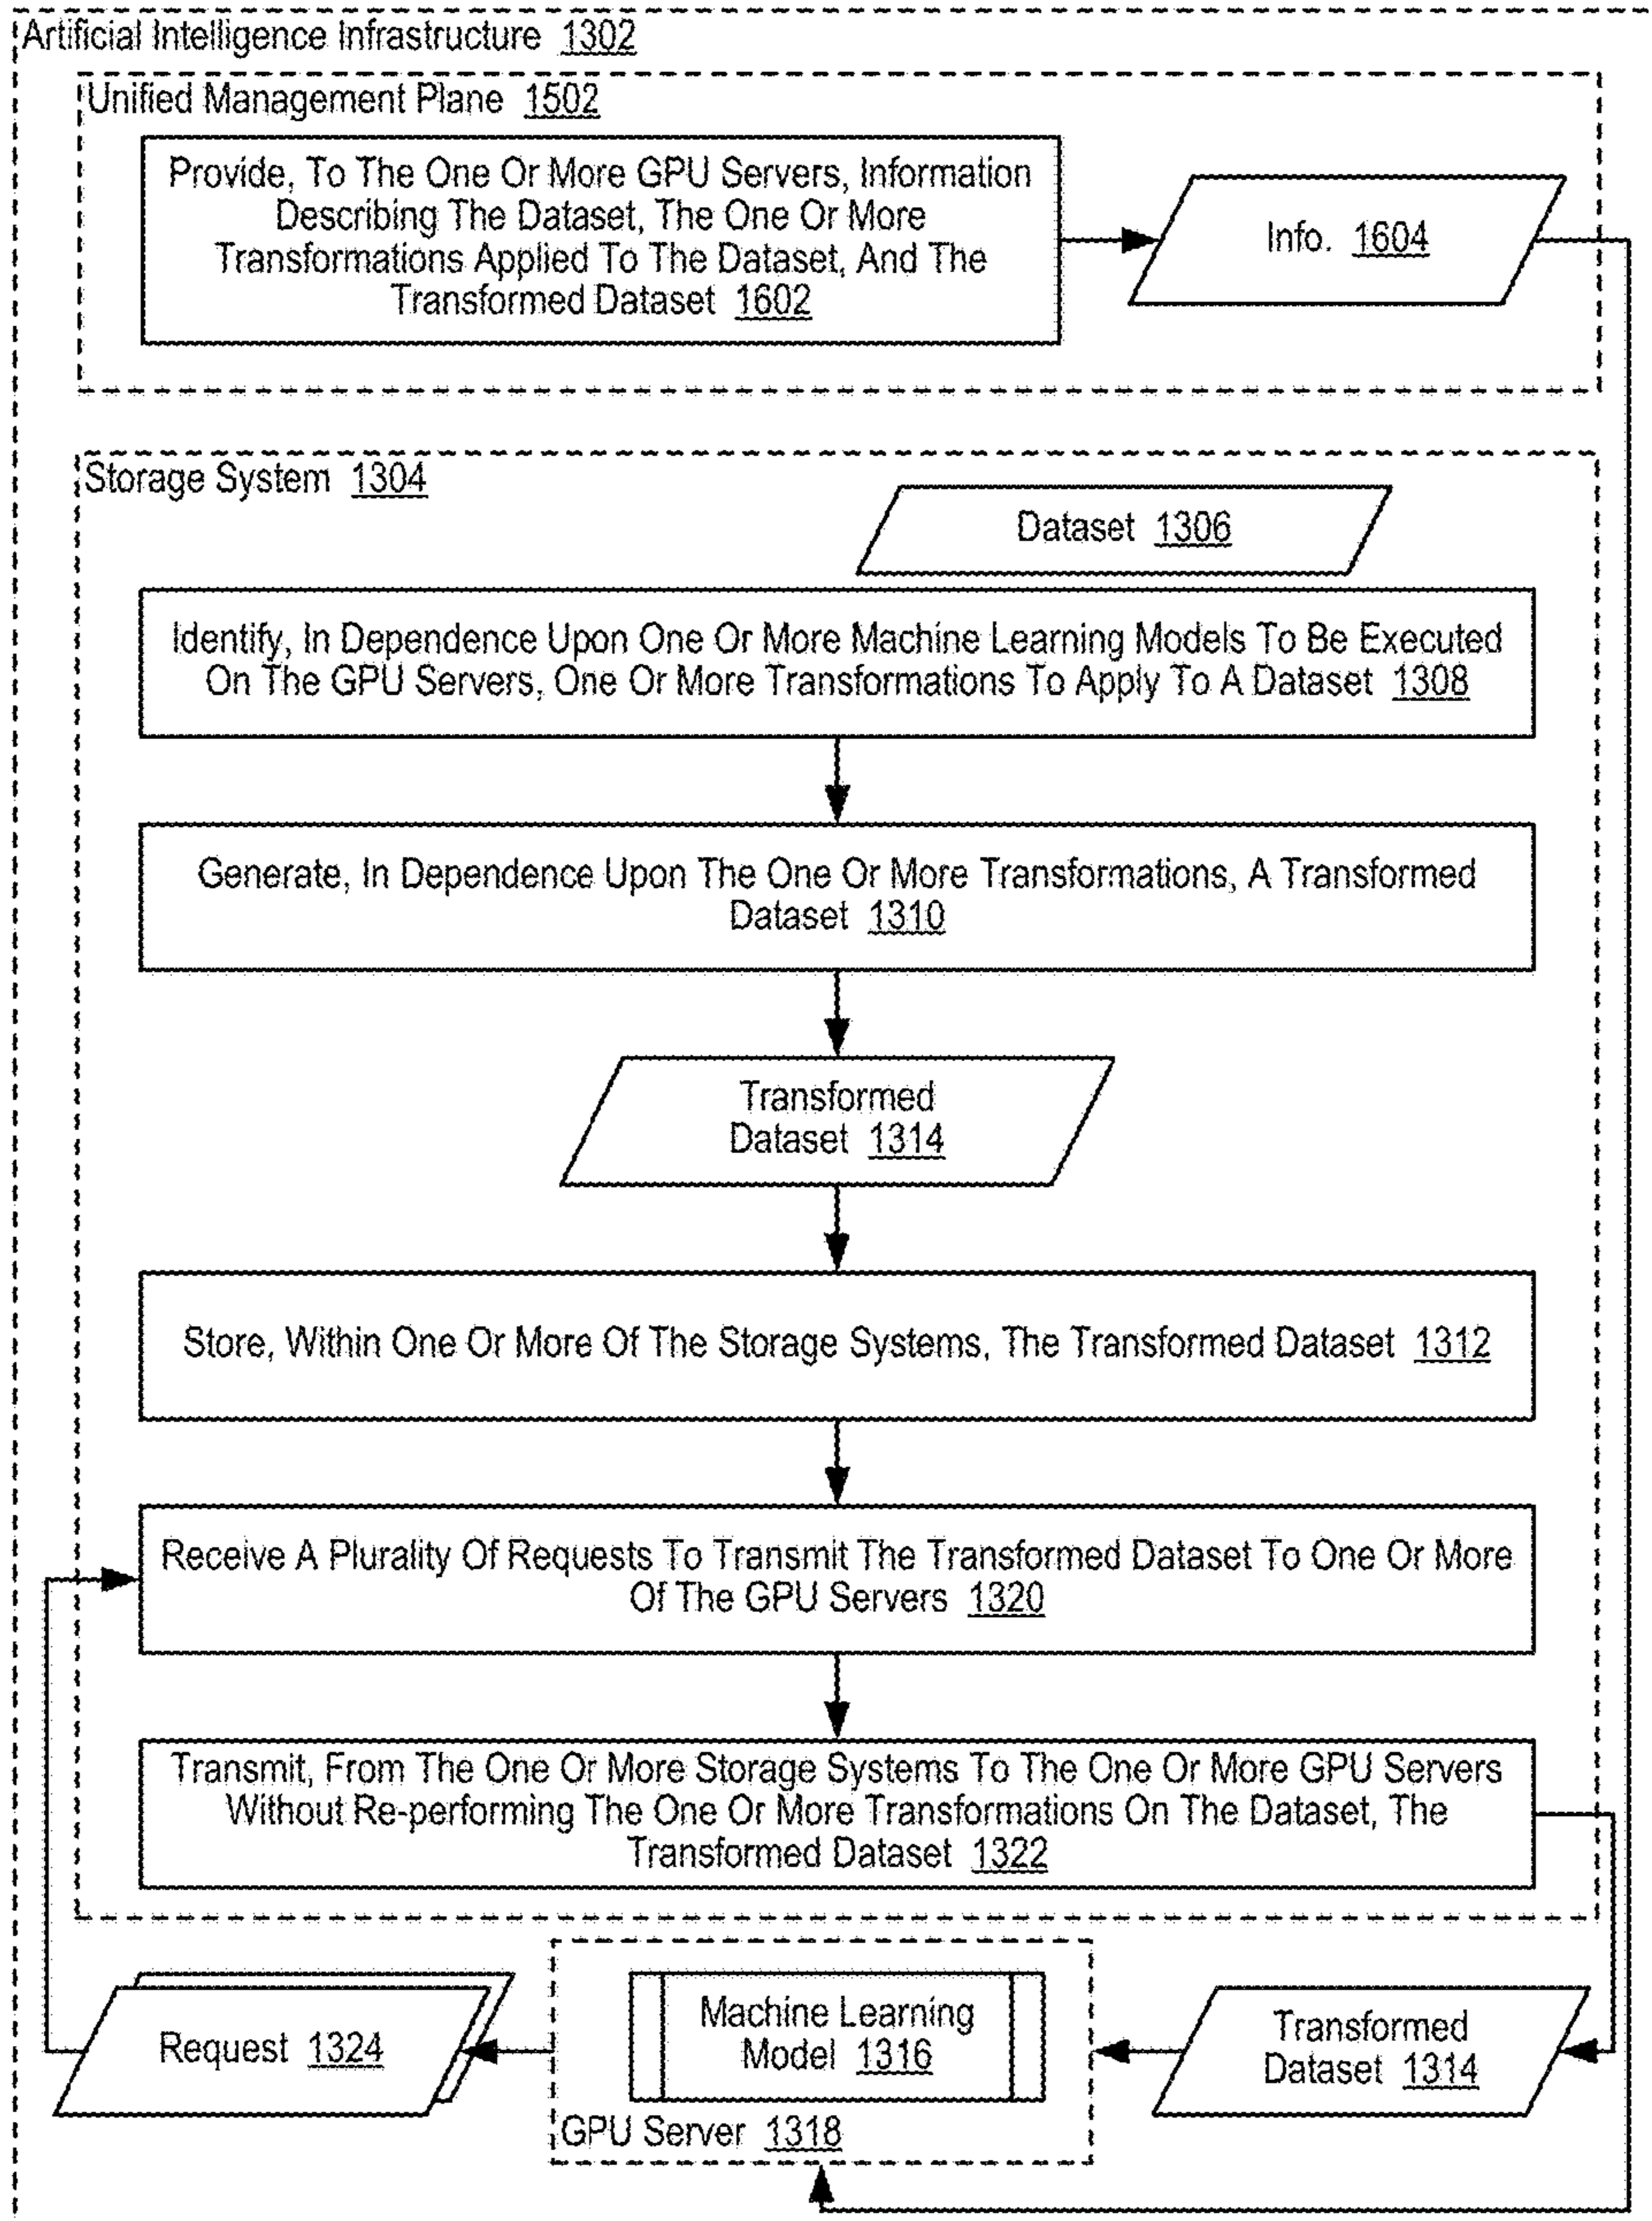 Artificial Intelligence Infrastructure 1302
Unified Management Plane 1502
Provide, To The One Or More GPU Servers, Information
Describing The Dataset, The One Or More
Transformations Applied To The Dataset, And The
Transformed Dataset 1602
Info. 1604
Storage System 1304
Dataset 1306
Identify, In Dependence Upon One Or More Machine Learning Models To Be Executed
On The GPU Servers, One Or More Transformations To Apply To A Dataset 1308
Generate, In Dependence Upon The One Or More Transformations, A Transformed
Dataset 1310
Transformed
Dataset 1314
Store, Within One Or More Of The Storage Systems, The Transformed Dataset 1312
Receive A Plurality Of Requests To Transmit The Transformed Dataset To One Or More
Of The GPU Servers 1320
Transmit, From The One Or More Storage Systems To The One Or More GPU Servers
Without Re-performing The One Or More Transformations On The Dataset, The
Transformed Dataset 1322
Request 1324
Machine Learning
Model 1316
GPU Server 1318
Transformed
Dataset 1314